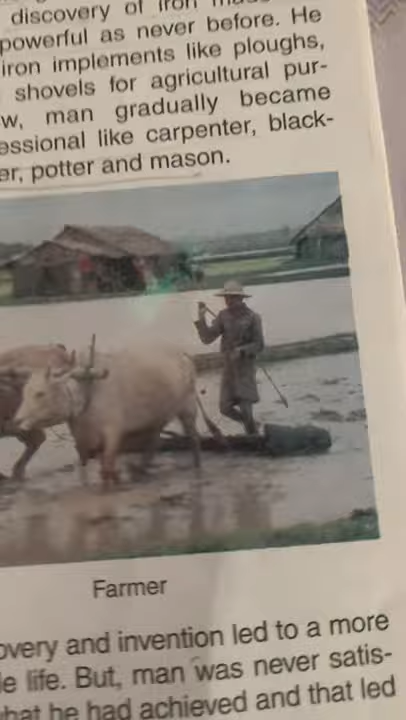 discovery of iron
powerful as never before. He
iron implements like ploughs,
shovels for agricultural pur-
w, man gradually became
essional like carpenter, black-
er, potter and mason.
Farmer
overy and invention led to a more
le life. But, man was never satis-
hat he had achieved and that led